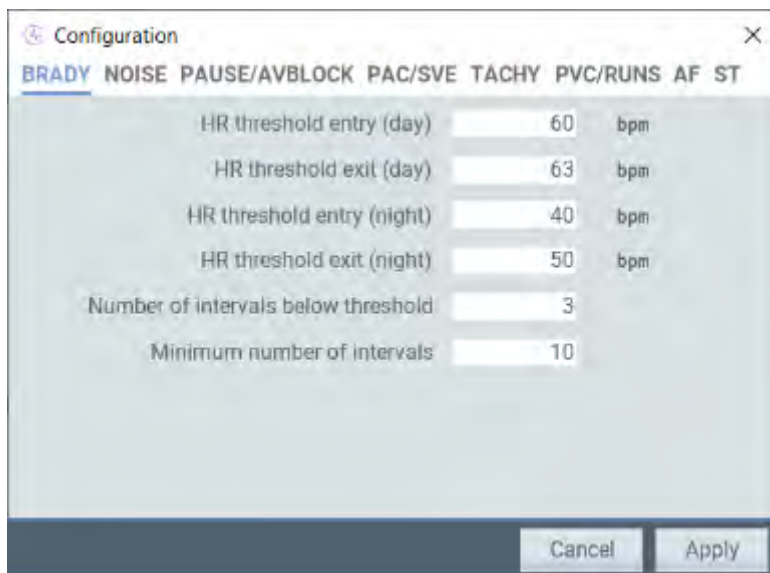 Configuration
BRADY NOISE PAUSE/AVBLOCK PAC/SVE TACHY PVC/RUNS AF ST
HR threshold entry (day) 60 bpm
HR threshold exit (day) 63 bpm
HR threshold entry (night) 40 bpm
HR threshold exit (night) 50 bpm
Number of intervals below threshold 3
Minimum number of intervals 10
Cancel Apply